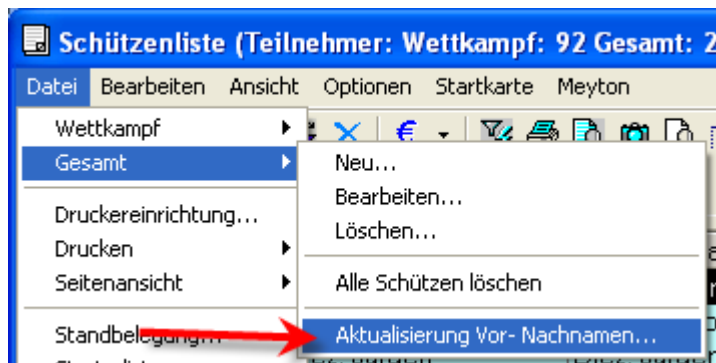 Schützenliste (Teilnehmer: Wettkampf: 92 Gesamt: 2
Datei Bearbeiten Ansicht Optionen Startkarte Meyton
Wettkampf
Gesamt
Druckereinrichtung...
Drucken
Seitenansicht
Standbelegung...
Neu...
Bearbeiten...
Löschen...
Alle Schützen löschen
Aktualisierung Vor- Nachnamen...